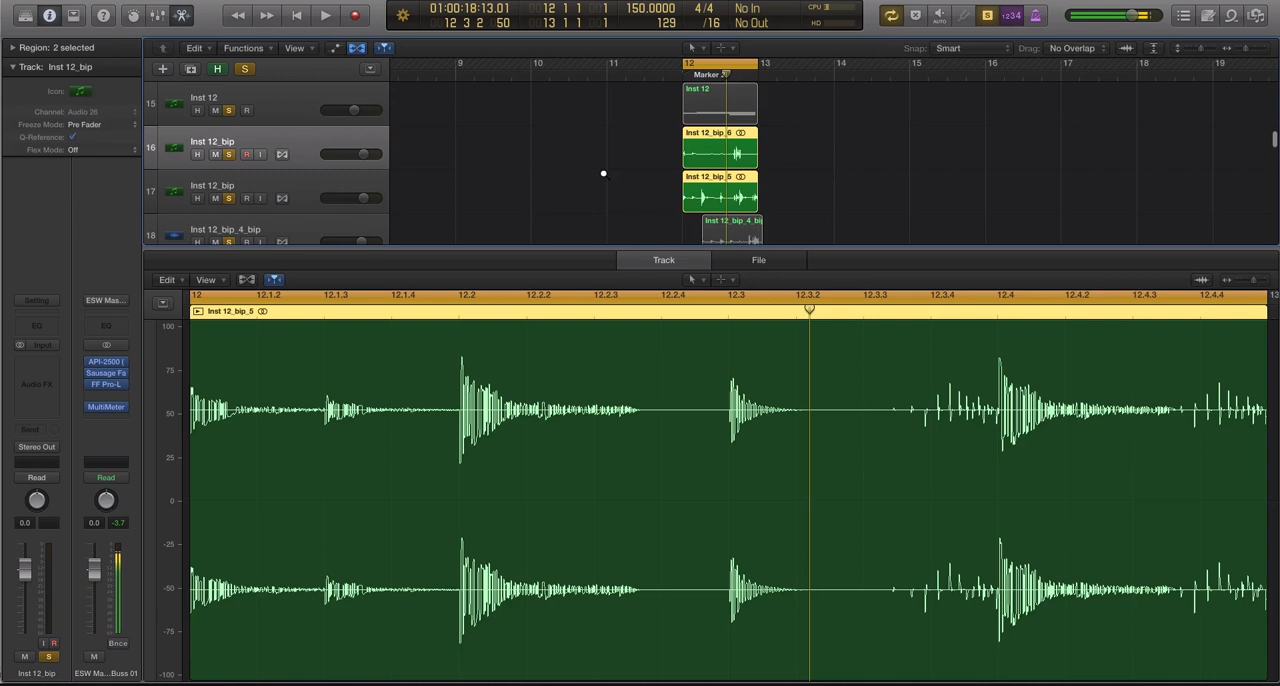 01:00:18:13.01 12 1 1 1 150.0000 4/4 No In CPU
12 3 2 50 13 1 1 1 129 /16 No Out HD
AUTO S 1234
Region: 2 selected
Edit Functions View Snap: Smart Drag: No Overlap
Track: Inst 12_bip
H S
9 10 11 12 13 14 15 16 17 18 19
Marker
Icon:
Channel: Audio 26
Freeze Mode: Pre Fader
Q-Reference:
Flex Mode: Off
15 Inst 12
H M S R
Inst 12
16 Inst 12_bip
H M S R I
Inst 12_bip_6
17 Inst 12_bip
H M S R I
Inst 12_bip_5
18 Inst 12_bip_4_bip
H M S R I
Inst 12_bip_4_bip
Track File
Edit View
12 12.1.2 12.1.3 12.1.4 12.2 12.2.2 12.2.3 12.2.4 12.3 12.3.2 12.3.3 12.3.4 12.4 12.4.2 12.4.3 12.4.4 13
Inst 12_bip_5
100
75
50
25
0
-25
-50
-75
-100
Setting ESW Mas...
EQ EQ
Input
Audio FX
API-2500 (
Sausage Fa
FF Pro-L
MultiMeter
Send
Stereo Out
Read Read
0.0 0.0 -3.7
I R Bnce
M S M
Inst 12_bip ESW Ma...Buss 01